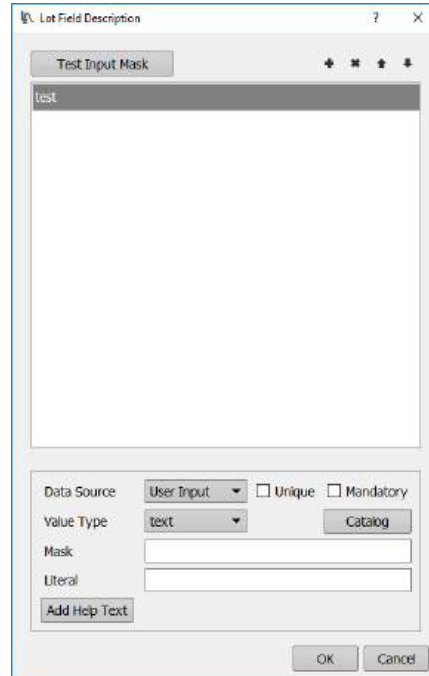 Lot Field Description ? ×
Test Input Mask
test
Data Source User Input Unique Mandatory
Value Type text Catalog
Mask
Literal
Add Help Text
OK Cancel